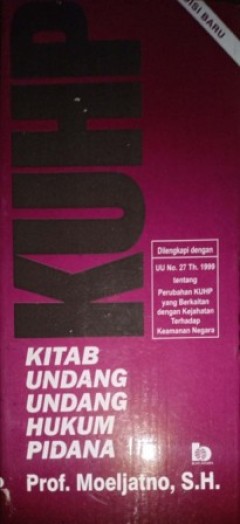 EDISI BARU
KUHP
Dilengkapi dengan
UU No. 27 Th. 1999
tentang
Perubahan KUHP
yang Berkaitan
dengan Kejahatan
Terhadap
Keamanan Negara
KITAB
UNDANG
UNDANG
HUKUM
PIDANA
Prof. Moeljatno, S.H.